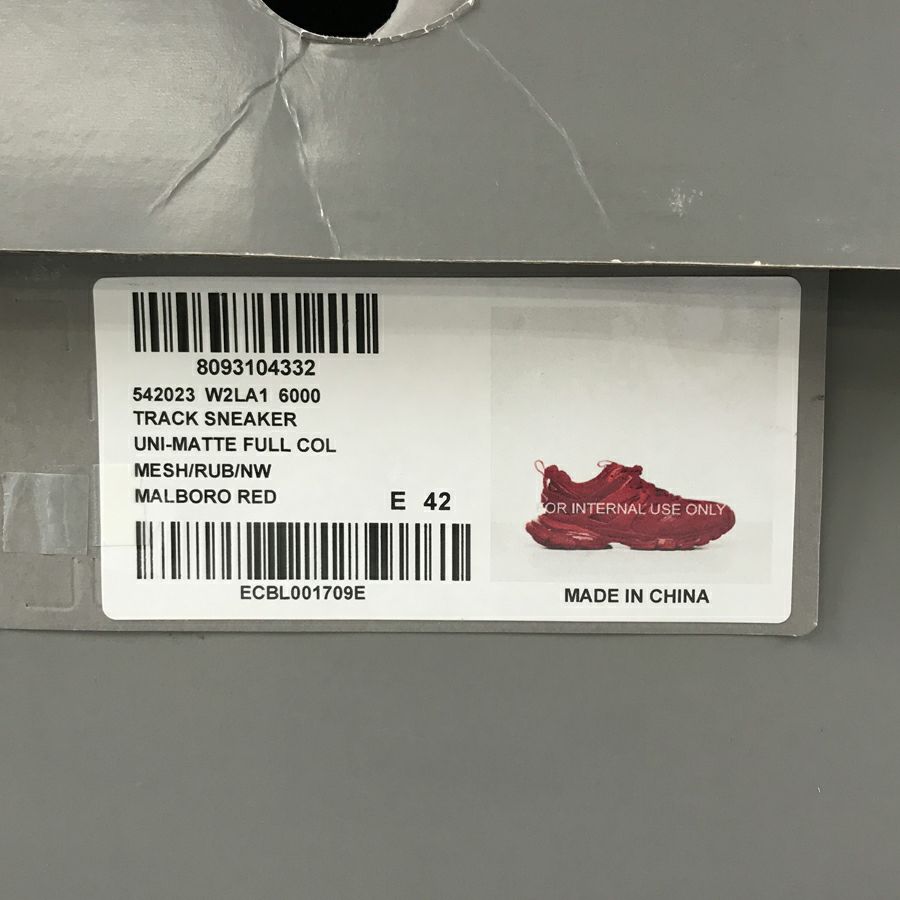 8093104332
542023 W2LA1 6000
TRACK SNEAKER
UNI-MATTE FULL COL
MESH/RUB/NW
MALBORO RED
E 42
ECBL001709E
OR INTERNAL USE ONLY
MADE IN CHINA